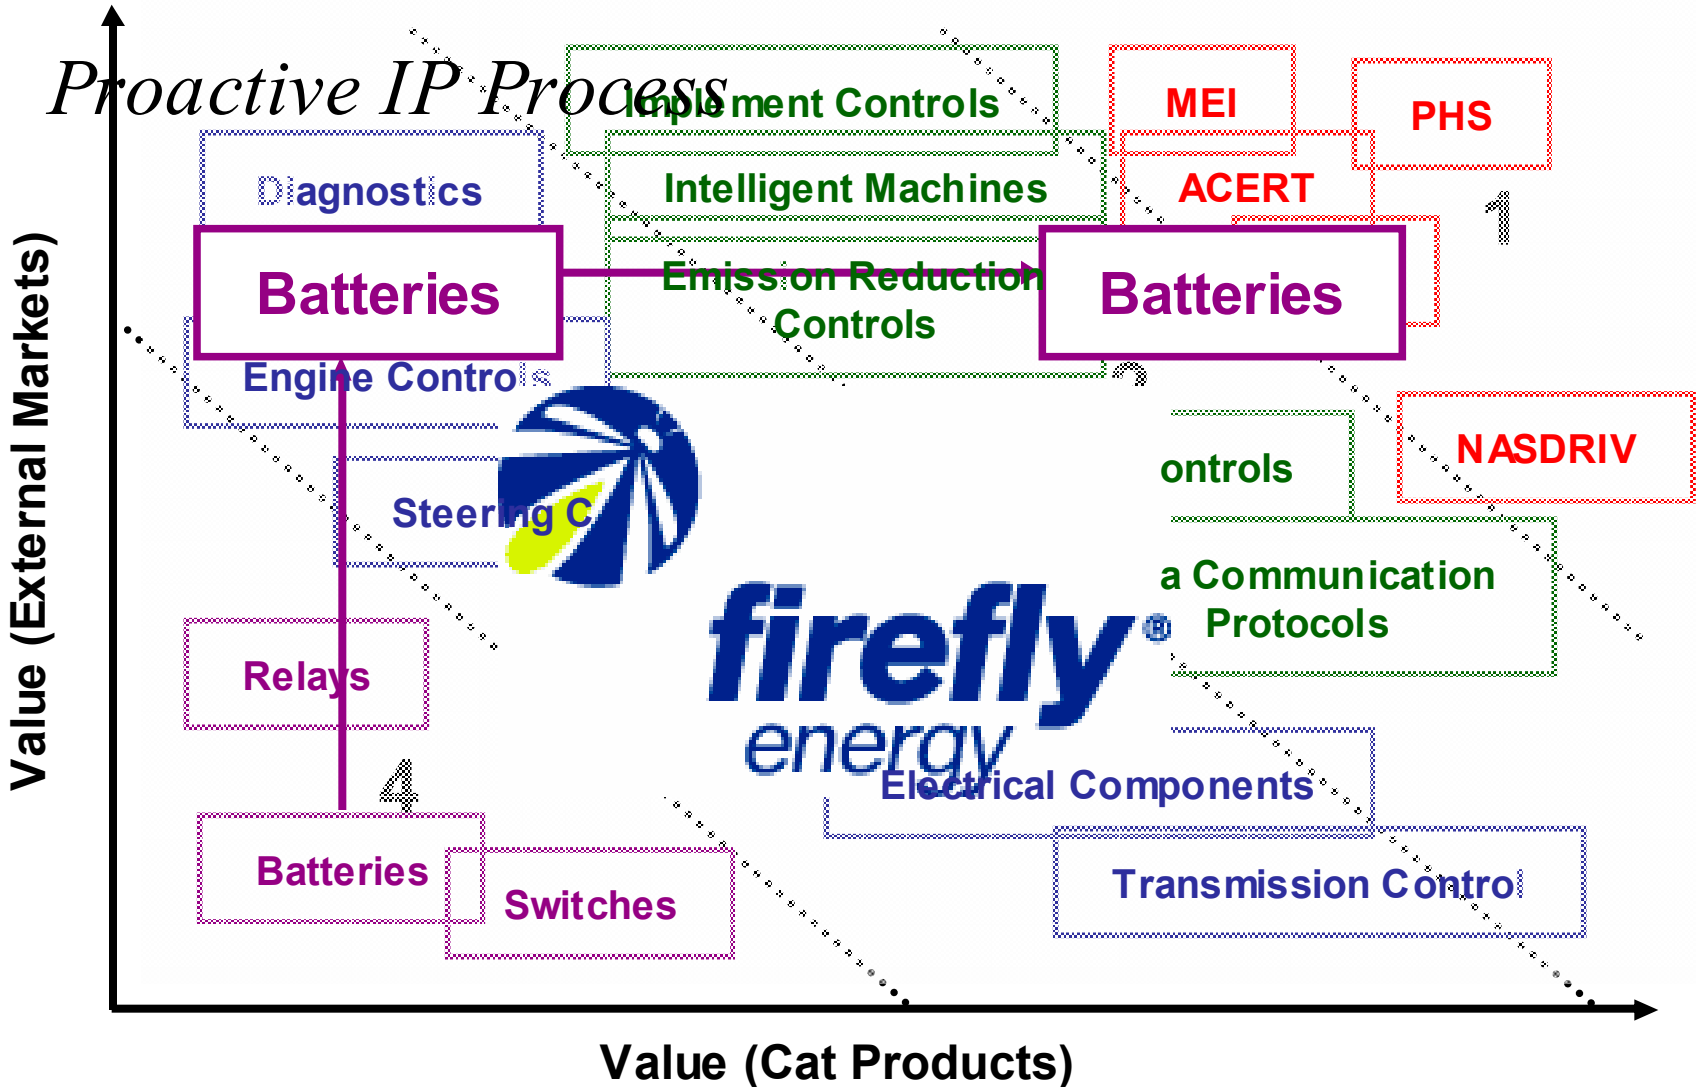 Proactive IP Process
Implement Controls
MEI
PHS
Diagnostics
Intelligent Machines
ACERT
1
Batteries
Emission Reduction
Controls
Batteries
Engine Controls
NASDRIV
ontrols
Steering C
a Communication
Protocols
firefly®
energy
Relays
Electrical Components
4
Batteries
Switches
Transmission Control
Value (External Markets)
Value (Cat Products)